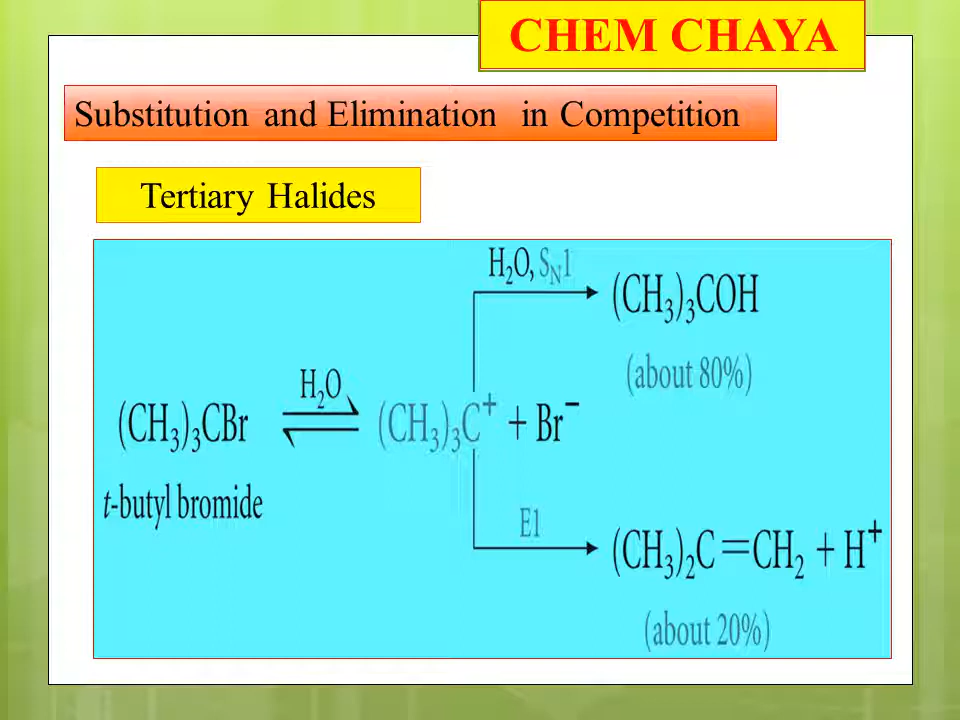 CHEM CHAYA
Substitution and Elimination in Competition
Tertiary Halides
H₂O, Sₙ1
(CH₃)₃COH
(about 80%)
H₂O
(CH₃)₃CBr ⇌ (CH₃)₃C⁺ + Br⁻
t-butyl bromide
E1
(CH₃)₂C=CH₂ + H⁺
(about 20%)